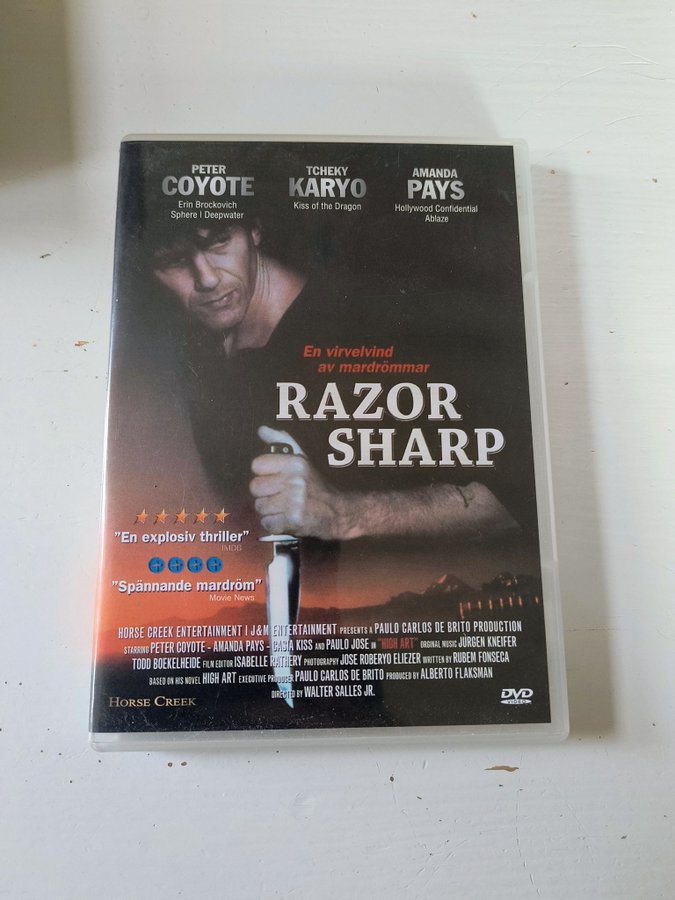 PETER
COYOTE
Erin Brockovich
Sphere I Deepwater
TCHEKY
KARYO
Kiss of the Dragon
AMANDA
PAYS
Hollywood Confidential
Ablaze
En virvelvind
av mardrömmar
RAZOR
SHARP
"En explosiv thriller"
IMDB
"Spännande mardröm"
Movie News
HORSE CREEK ENTERTAINMENT I J&M ENTERTAINMENT PRESENTS A PAULO CARLOS DE BRITO PRODUCTION
STARRING PETER COYOTE - AMANDA PAYS - CASIA KISS AND PAULO JOSE IN "HIGH ART" ORGINAL MUSIC JÜRGEN KNEIFER
TODD BOEKELHEIDE FILM EDITOR ISABELLE RATHERY PHOTOGRAPHY JOSE ROBERYO ELIEZER WRITTEN BY RUBEM FONSECA
BASED ON HIS NOVEL HIGH ART EXECUTIVE PRODUCER PAULO CARLOS DE BRITO PRODUCED BY ALBERTO FLAKSMAN
DIRECTED BY WALTER SALLES JR.
HORSE CREEK
DVD
VIDEO